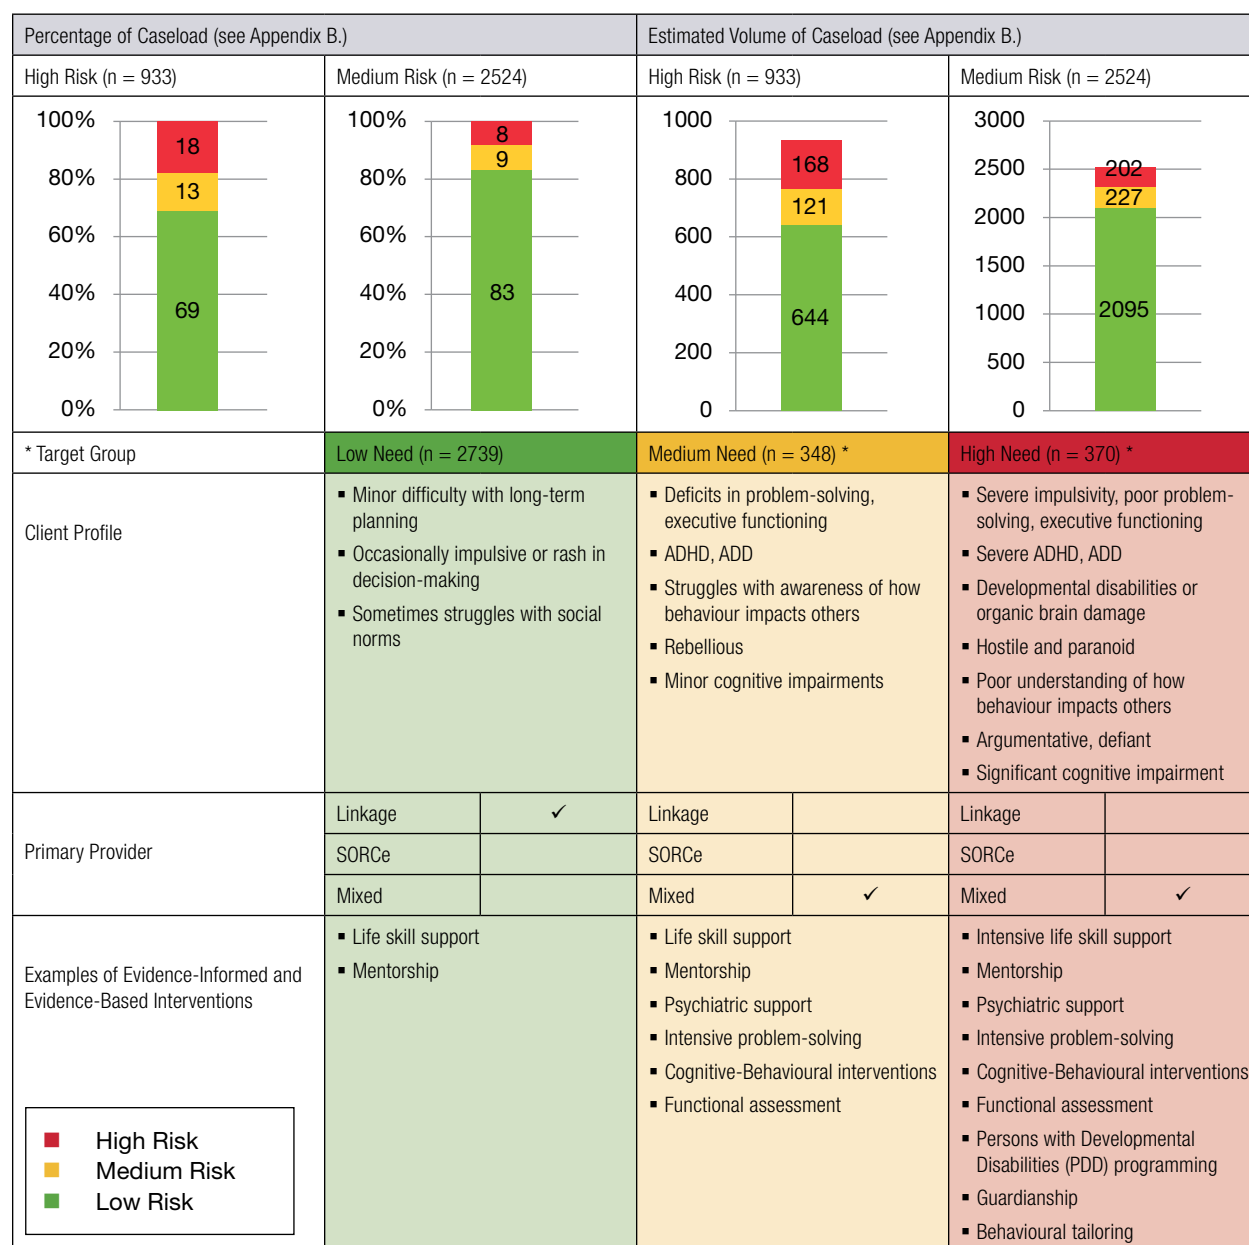 Percentage of Caseload (see Appendix B.)
Estimated Volume of Caseload (see Appendix B.)
High Risk (n = 933)
Medium Risk (n = 2524)
High Risk (n = 933)
Medium Risk (n = 2524)
100%
80%
60%
40%
20%
0%
18
13
69
100%
80%
60%
40%
20%
0%
8
9
83
1000
800
600
400
200
0
168
121
644
3000
2500
2000
1500
1000
500
0
202
227
2095
* Target Group
Low Need (n = 2739)
Medium Need (n = 348) *
High Need (n = 370) *
Client Profile
▪ Minor difficulty with long-term
planning
▪ Occasionally impulsive or rash in
decision-making
▪ Sometimes struggles with social
norms
▪ Deficits in problem-solving,
executive functioning
▪ ADHD, ADD
▪ Struggles with awareness of how
behaviour impacts others
▪ Rebellious
▪ Minor cognitive impairments
▪ Severe impulsivity, poor problem-
solving, executive functioning
▪ Severe ADHD, ADD
▪ Developmental disabilities or
organic brain damage
▪ Hostile and paranoid
▪ Poor understanding of how
behaviour impacts others
▪ Argumentative, defiant
▪ Significant cognitive impairment
Primary Provider
Linkage ✓
SORCe
Mixed
Linkage
SORCe
Mixed ✓
Linkage
SORCe
Mixed ✓
Examples of Evidence-Informed and
Evidence-Based Interventions
▪ Life skill support
▪ Mentorship
▪ Life skill support
▪ Mentorship
▪ Psychiatric support
▪ Intensive problem-solving
▪ Cognitive-Behavioural interventions
▪ Functional assessment
▪ Intensive life skill support
▪ Mentorship
▪ Psychiatric support
▪ Intensive problem-solving
▪ Cognitive-Behavioural interventions
▪ Functional assessment
▪ Persons with Developmental
Disabilities (PDD) programming
▪ Guardianship
▪ Behavioural tailoring
High Risk
Medium Risk
Low Risk